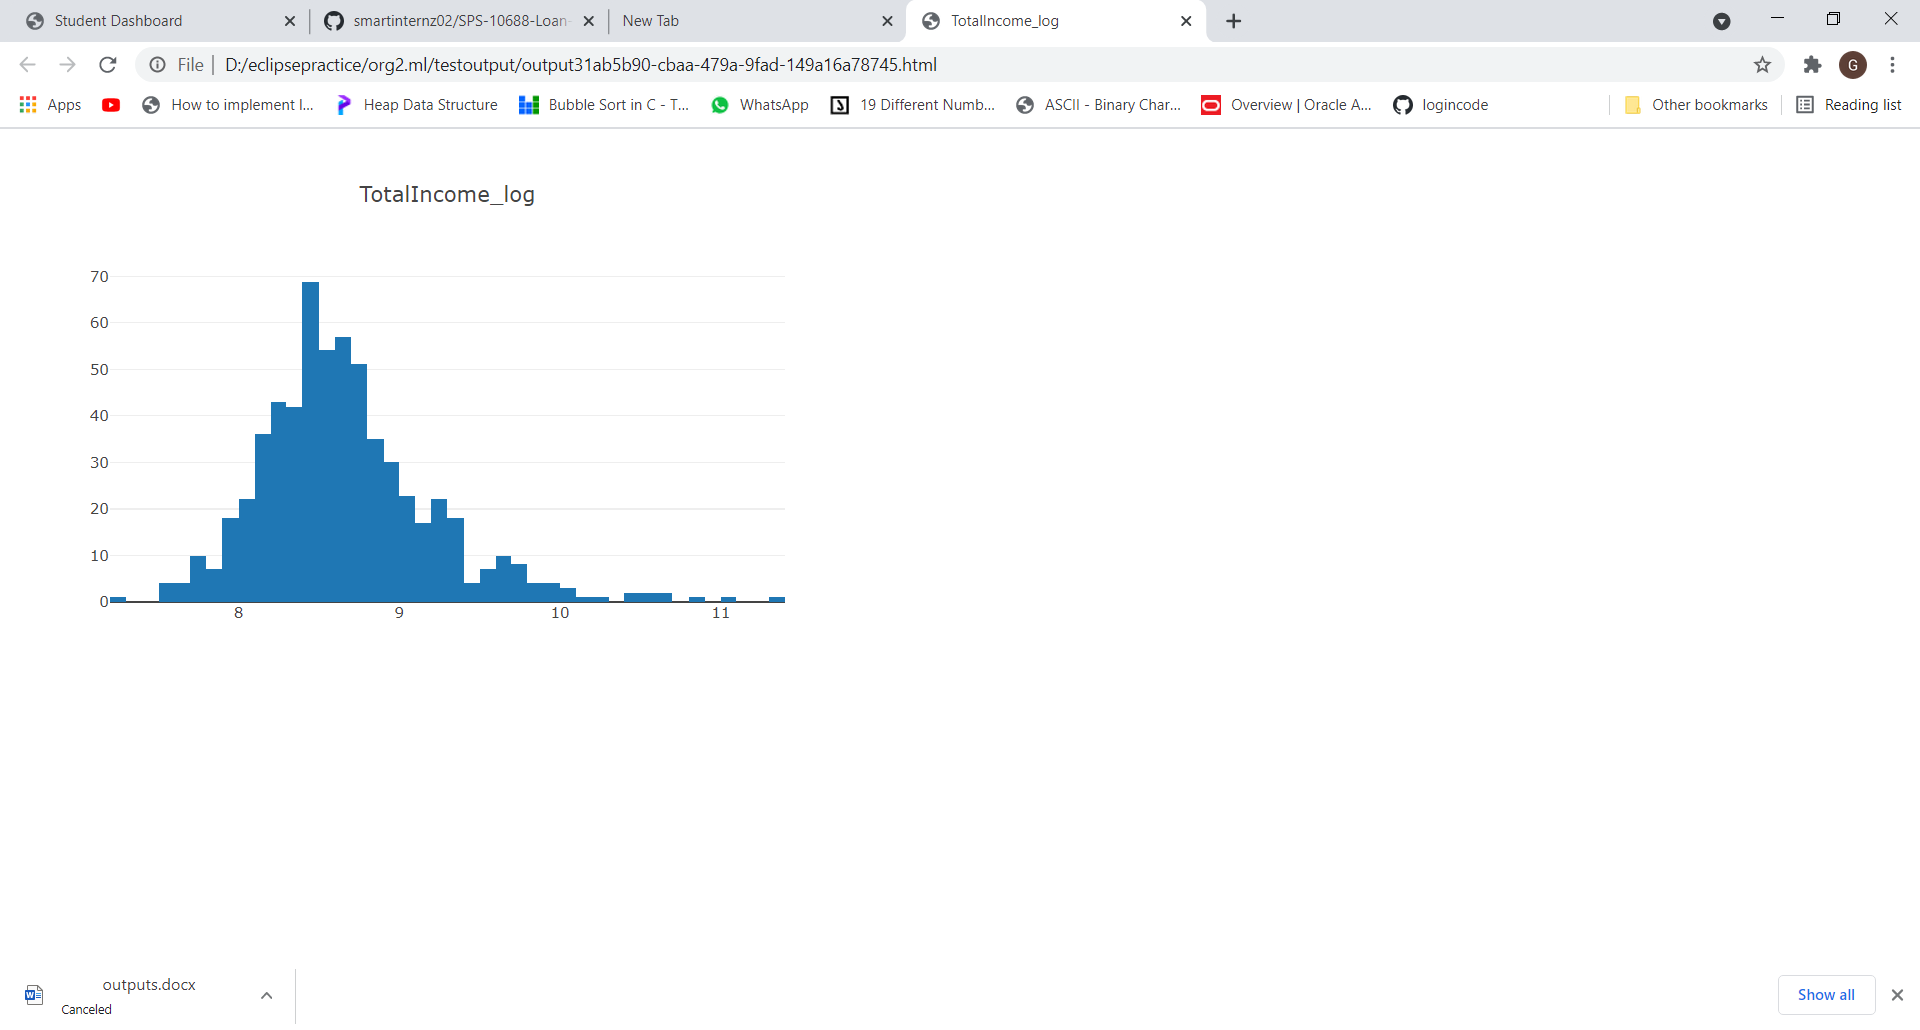 Student Dashboard
smartinternz02/SPS-10688-Loan-
New Tab
TotalIncome_log
File
D:/eclipsepractice/org2.ml/testoutput/output31ab5b90-cbaa-479a-9fad-149a16a78745.html
G
Apps
How to implement l...
Heap Data Structure
Bubble Sort in C - T...
WhatsApp
19 Different Numb...
ASCII - Binary Char...
Overview | Oracle A...
logincode
Other bookmarks
Reading list
TotalIncome_log
70
60
50
40
30
20
10
0
8
9
10
11
outputs.docx
Canceled
Show all